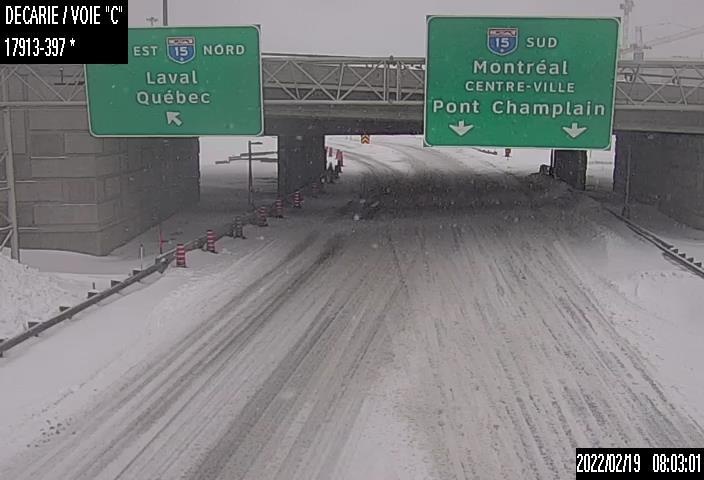 DECARIE / VOIE "C"
17913-397 *
EST 15 NORD
Laval
Québec
15 SUD
Montréal
CENTRE-VILLE
Pont Champlain
2022/02/19 08:03:01